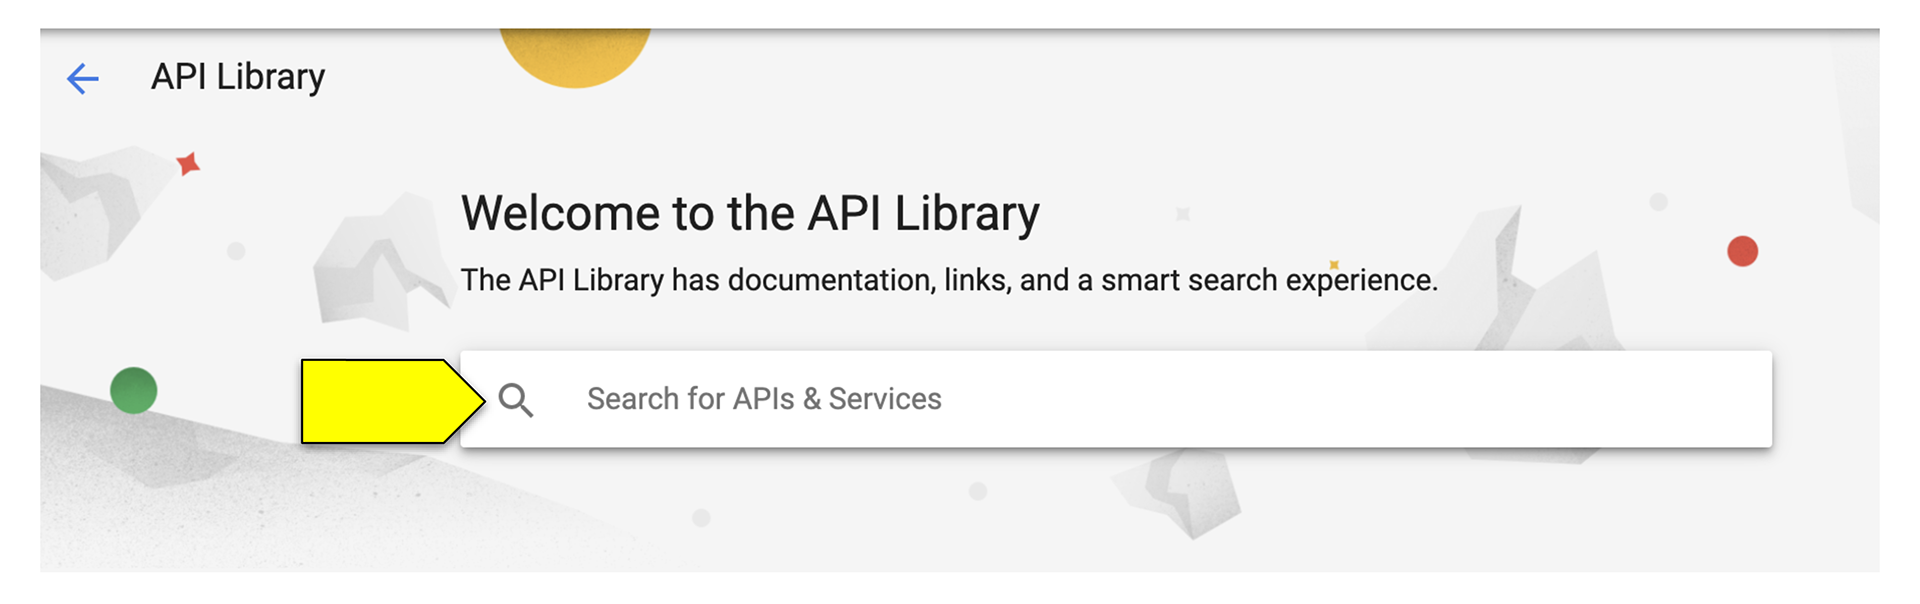 API Library
Welcome to the API Library
The API Library has documentation, links, and a smart search experience.
Search for APIs & Services